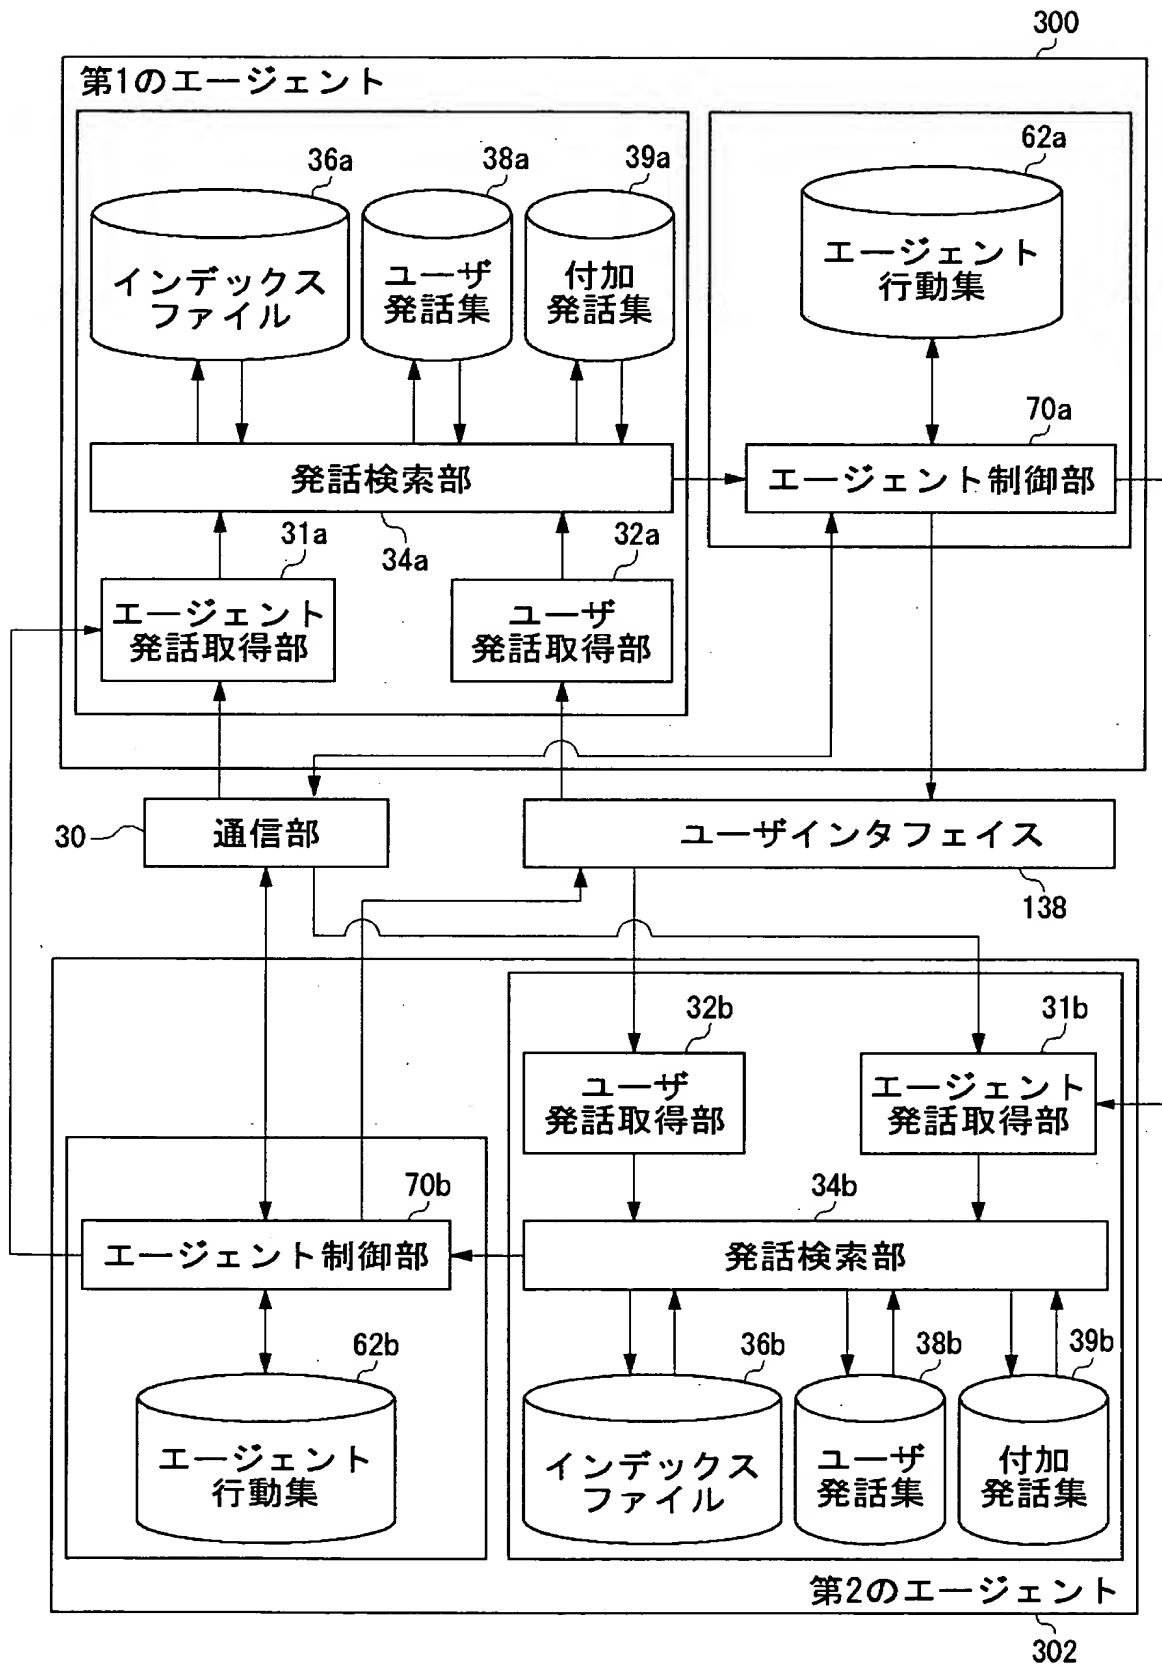 300
第1のエージェント
36a
38a
39a
62a
インデックス
ファイル
ユーザ
発話集
付加
発話集
エージェント
行動集
70a
発話検索部
エージェント制御部
31a
34a
32a
エージェント
発話取得部
ユーザ
発話取得部
30
通信部
ユーザインタフェイス
138
32b
31b
ユーザ
発話取得部
エージェント
発話取得部
70b
34b
エージェント制御部
発話検索部
62b
36b
38b
39b
エージェント
行動集
インデックス
ファイル
ユーザ
発話集
付加
発話集
第2のエージェント
302